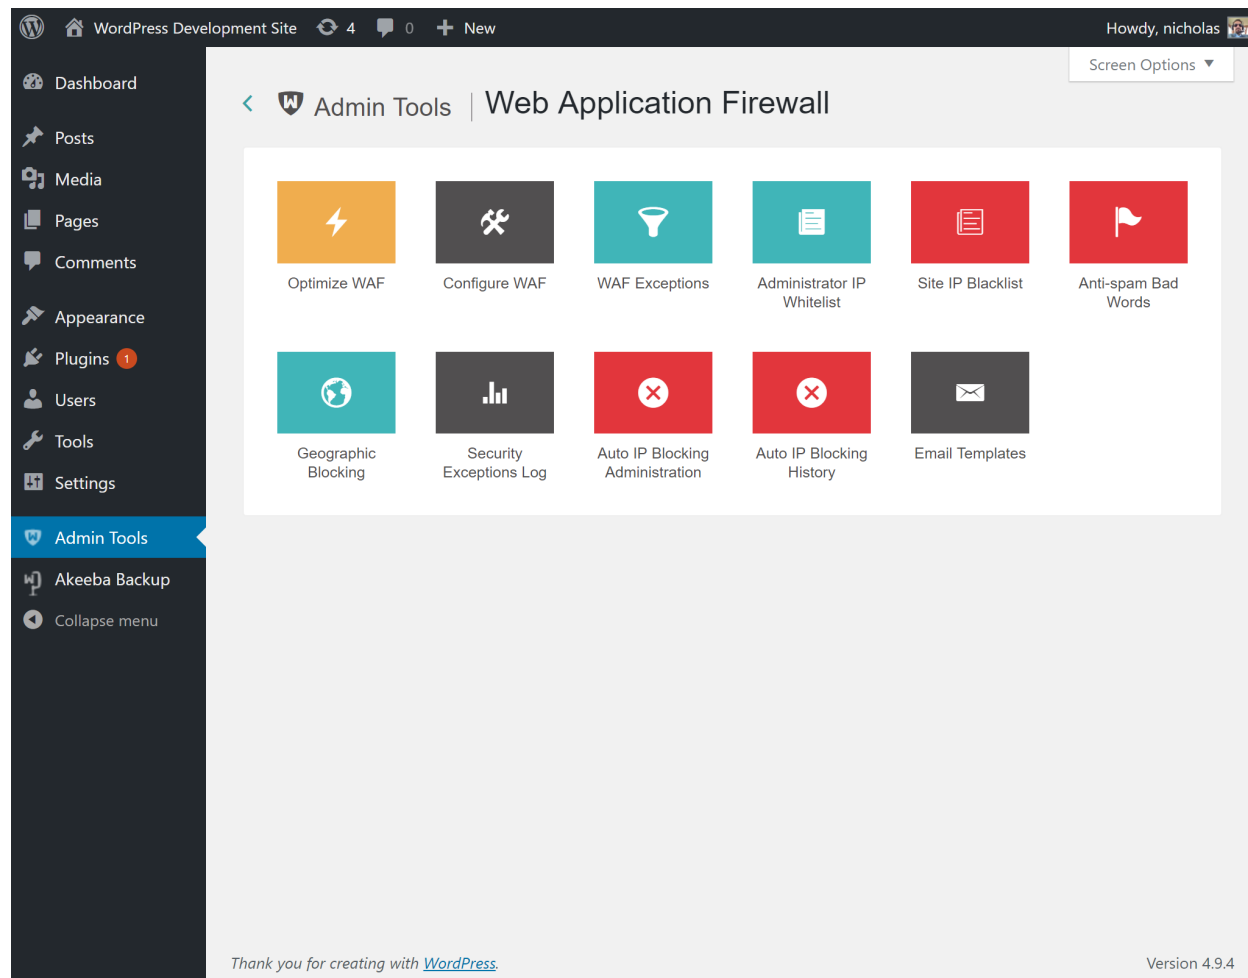 WordPress Development Site 4 0 New Howdy, nicholas
Screen Options
Dashboard
Posts
Media
Pages
Comments
Appearance
Plugins 1
Users
Tools
Settings
Admin Tools
Akeeba Backup
Collapse menu
Admin Tools Web Application Firewall
Optimize WAF
Configure WAF
WAF Exceptions
Administrator IP
Whitelist
Site IP Blacklist
Anti-spam Bad
Words
Geographic
Blocking
Security
Exceptions Log
Auto IP Blocking
Administration
Auto IP Blocking
History
Email Templates
Thank you for creating with WordPress.
Version 4.9.4